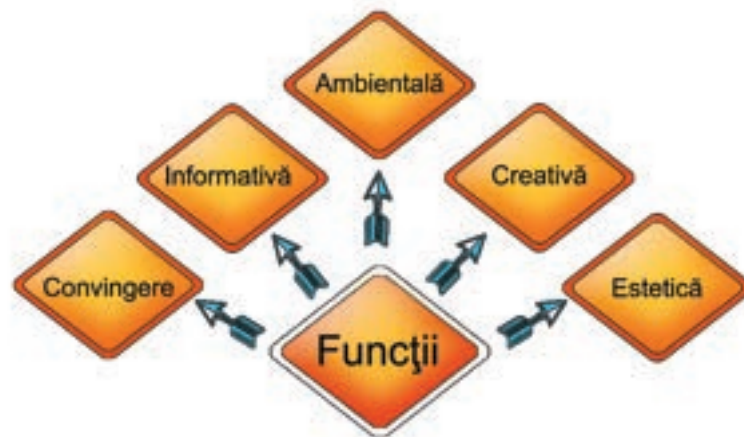 Ambientală
Informativă
Creativă
Convingere
Estetică
Funcţii